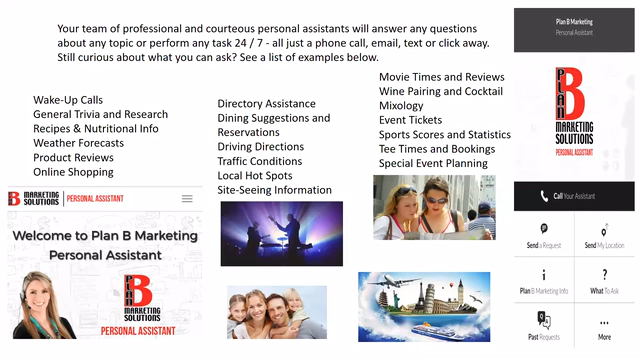 Your team of professional and courteous personal assistants will answer any questions
about any topic or perform any task 24 / 7 - all just a phone call, email, text or click away.
Still curious about what you can ask? See a list of examples below.
Wake-Up Calls
General Trivia and Research
Recipes & Nutritional Info
Weather Forecasts
Product Reviews
Online Shopping
Directory Assistance
Dining Suggestions and
Reservations
Driving Directions
Traffic Conditions
Local Hot Spots
Site-Seeing Information
Movie Times and Reviews
Wine Pairing and Cocktail
Mixology
Event Tickets
Sports Scores and Statistics
Tee Times and Bookings
Special Event Planning
PLAN B MARKETING
SOLUTIONS
PERSONAL ASSISTANT
Welcome to Plan B Marketing
Personal Assistant
PLAN B
MARKETING
SOLUTIONS
PERSONAL ASSISTANT
Plan B Marketing
Personal Assistant
PLAN B
MARKETING
SOLUTIONS
PERSONAL ASSISTANT
Call Your Assistant
Send a Request
Send My Location
Plan B Marketing Info
What To Ask
Past Requests
More